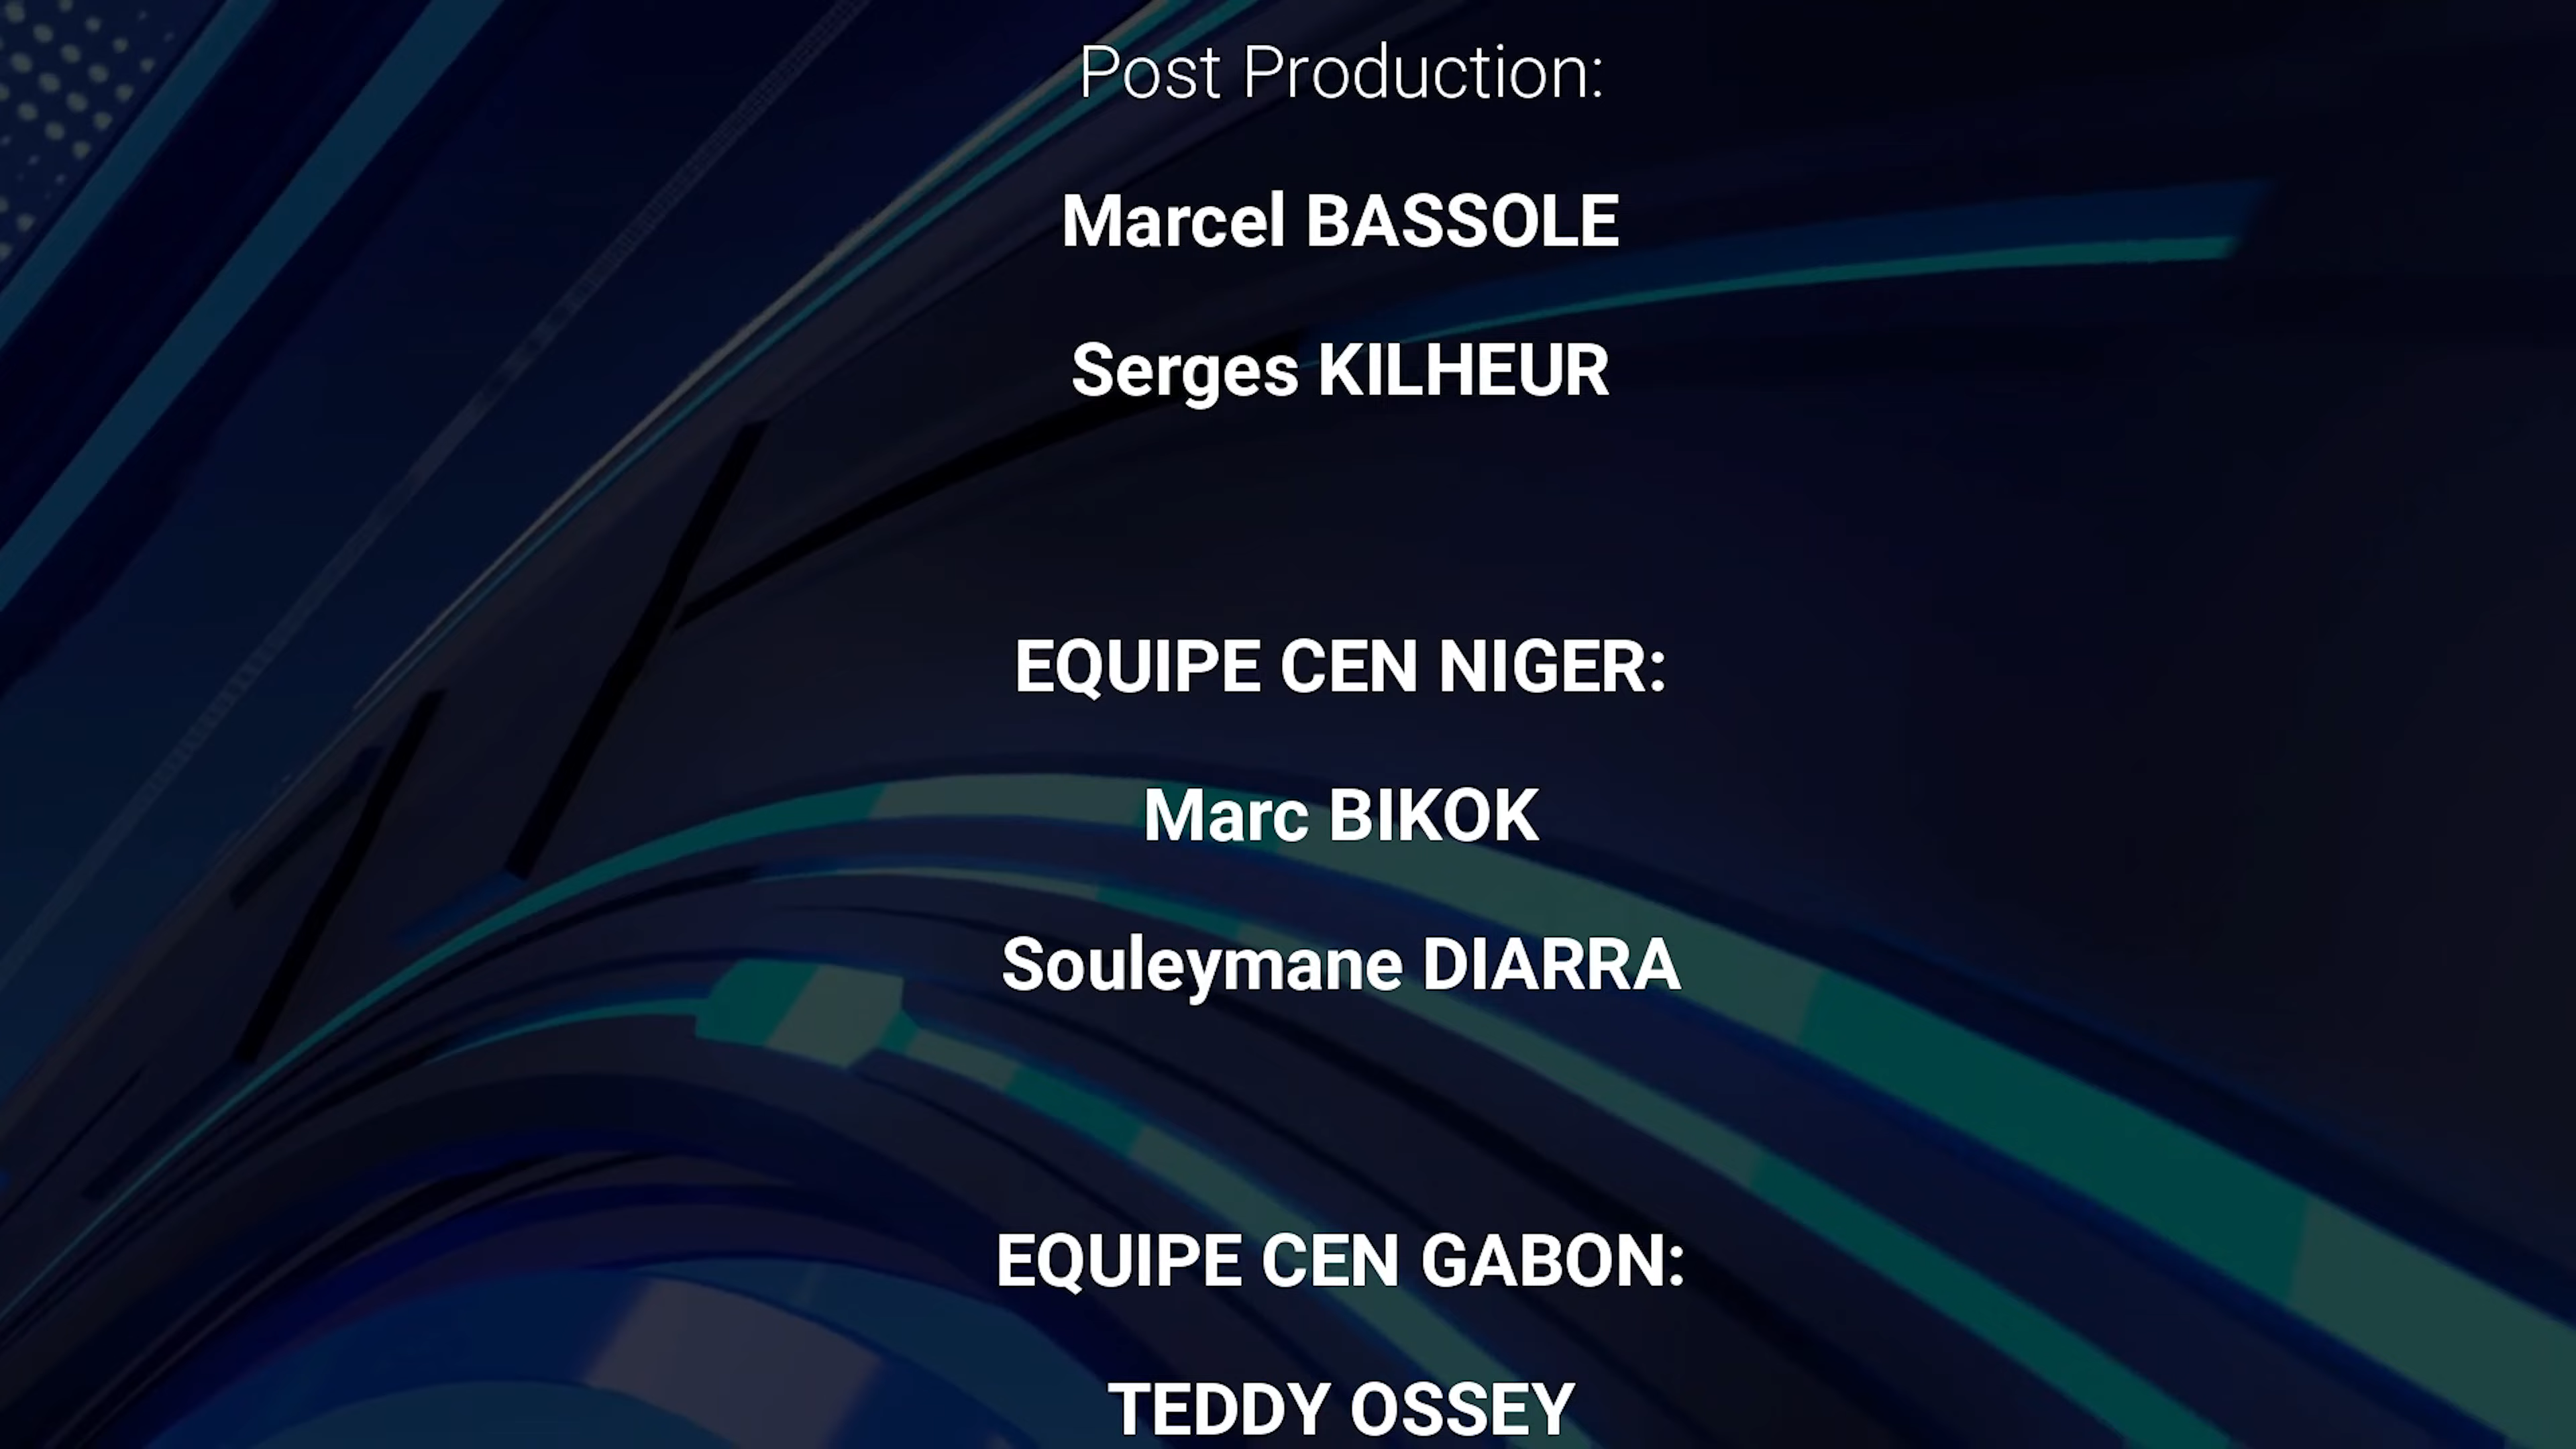 Post Production:
Marcel BASSOLE
Serges KILHEUR
EQUIPE CEN NIGER:
Marc BIKOK
Souleymane DIARRA
EQUIPE CEN GABON:
TEDDY OSSEY